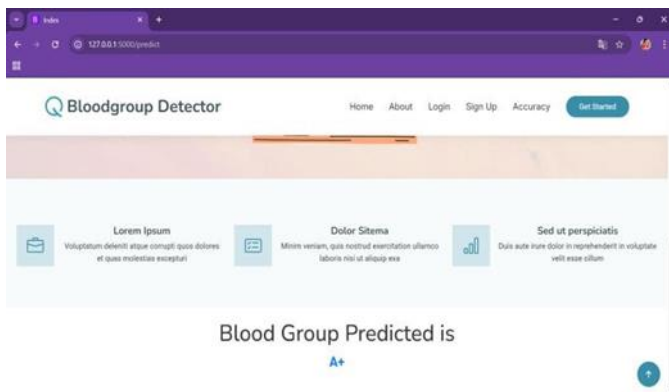 Index
127.0.0.1:5000/predict
Bloodgroup Detector
Home About Login Sign Up Accuracy Get Started
Lorem Ipsum
Voluptatum deleniti atque corrupti quos dolores
et quas molestias excepturi
Dolor Sitema
Minim veniam, quis nostrud exercitation ullamco
laboris nisi ut aliquip exa
Sed ut perspiciatis
Duis aute irure dolor in reprehenderit in voluptate
velit esse cillum
Blood Group Predicted is
A+